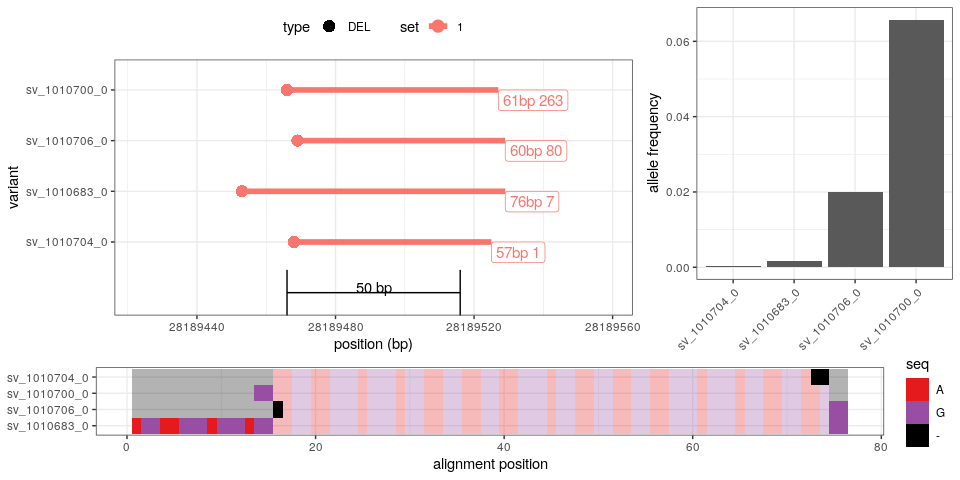 type DEL set 1
variant
sv_1010700_0
61bp 263
sv_1010706_0
60bp 80
sv_1010683_0
76bp 7
sv_1010704_0
57bp 1
50 bp
28189440 28189480 28189520 28189560
position (bp)
allele frequency
0.06
0.04
0.02
0.00
sv_1010704_0 sv_1010683_0 sv_1010706_0 sv_1010700_0
sv_1010704_0
sv_1010700_0
sv_1010706_0
sv_1010683_0
0 20 40 60 80
alignment position
seq
A
G
-